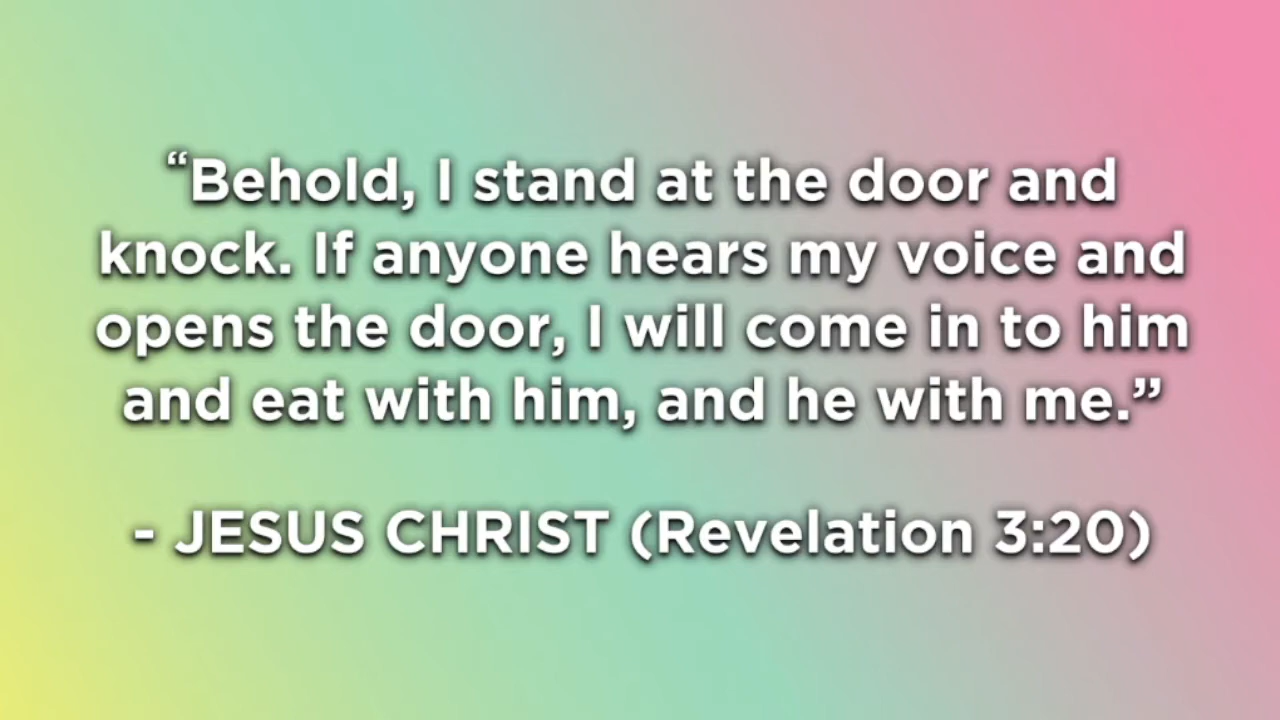 “Behold, I stand at the door and
knock. If anyone hears my voice and
opens the door, I will come in to him
and eat with him, and he with me.”
- JESUS CHRIST (Revelation 3:20)